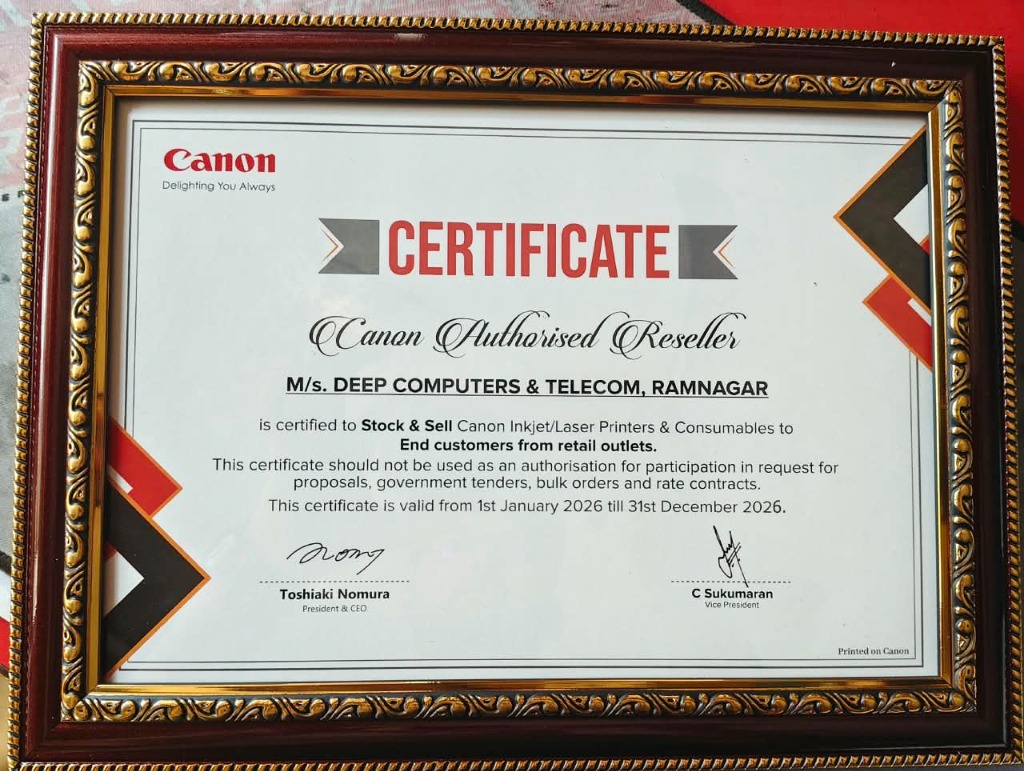 Canon
Delighting You Always
CERTIFICATE
Canon Authorised Reseller
M/s. DEEP COMPUTERS & TELECOM, RAMNAGAR
is certified to Stock & Sell Canon Inkjet/Laser Printers & Consumables to
End customers from retail outlets.
This certificate should not be used as an authorisation for participation in request for
proposals, government tenders, bulk orders and rate contracts.
This certificate is valid from 1st January 2026 till 31st December 2026.
Toshiaki Nomura
President & CEO
C Sukumaran
Vice President
Printed on Canon